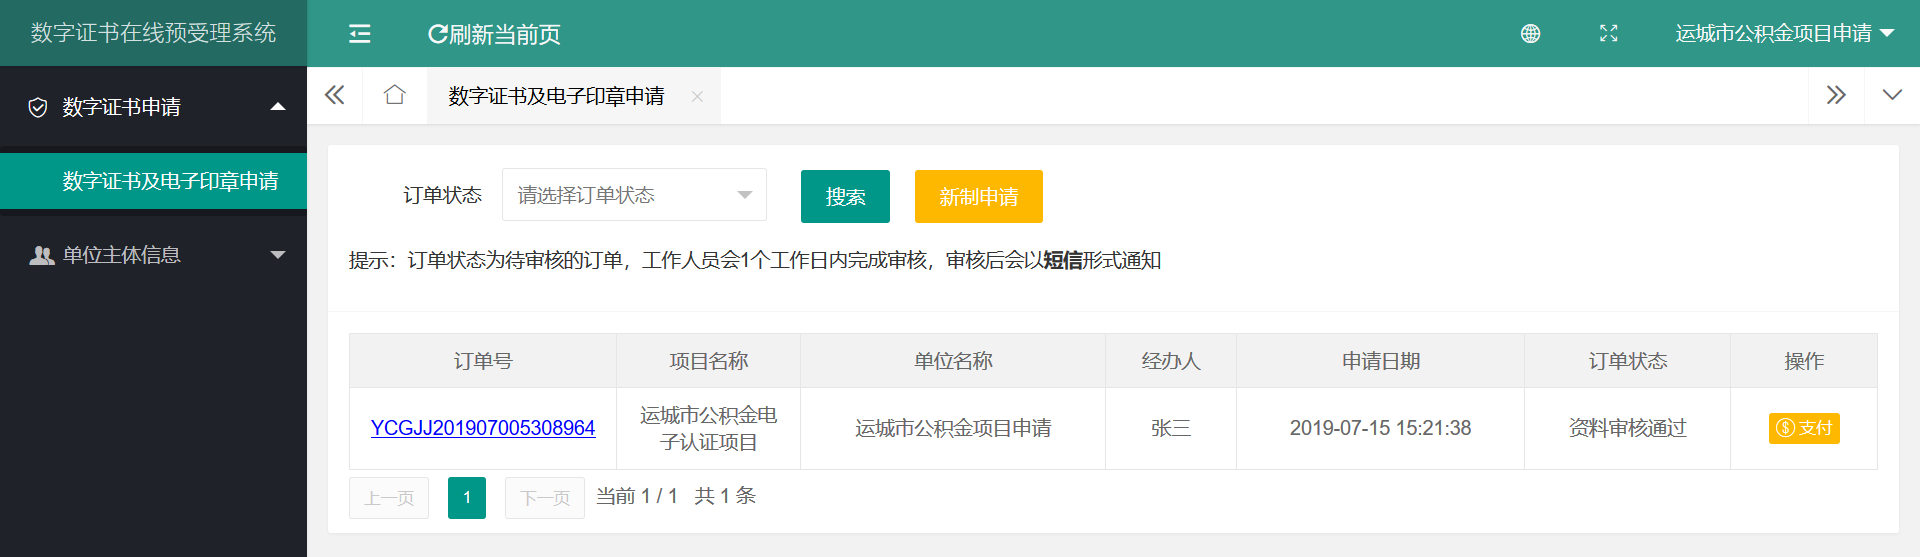 数字证书在线预受理系统
刷新当前页
运城市公积金项目申请
数字证书申请
数字证书及电子印章申请
单位主体信息
数字证书及电子印章申请
订单状态 请选择订单状态 搜索 新制申请
提示：订单状态为待审核的订单，工作人员会1个工作日内完成审核，审核后会以短信形式通知
订单号 项目名称 单位名称 经办人 申请日期 订单状态 操作
YCGJJ201907005308964 运城市公积金电子认证项目 运城市公积金项目申请 张三 2019-07-15 15:21:38 资料审核通过 支付
上一页 1 下一页 当前 1 / 1 共 1 条